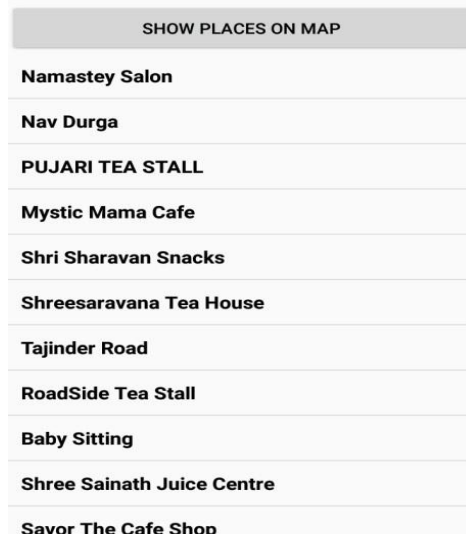 SHOW PLACES ON MAP
Namastey Salon
Nav Durga
PUJARI TEA STALL
Mystic Mama Cafe
Shri Sharavan Snacks
Shreesaravana Tea House
Tajinder Road
RoadSide Tea Stall
Baby Sitting
Shree Sainath Juice Centre
Savor The Cafe Shop